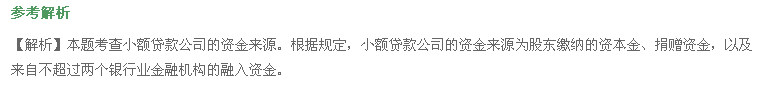 参考解析
【解析】本题考查小额贷款公司的资金来源。根据规定，小额贷款公司的资金来源为股东缴纳的资本金、捐赠资金，以及
来自不超过两个银行业金融机构的融入资金。